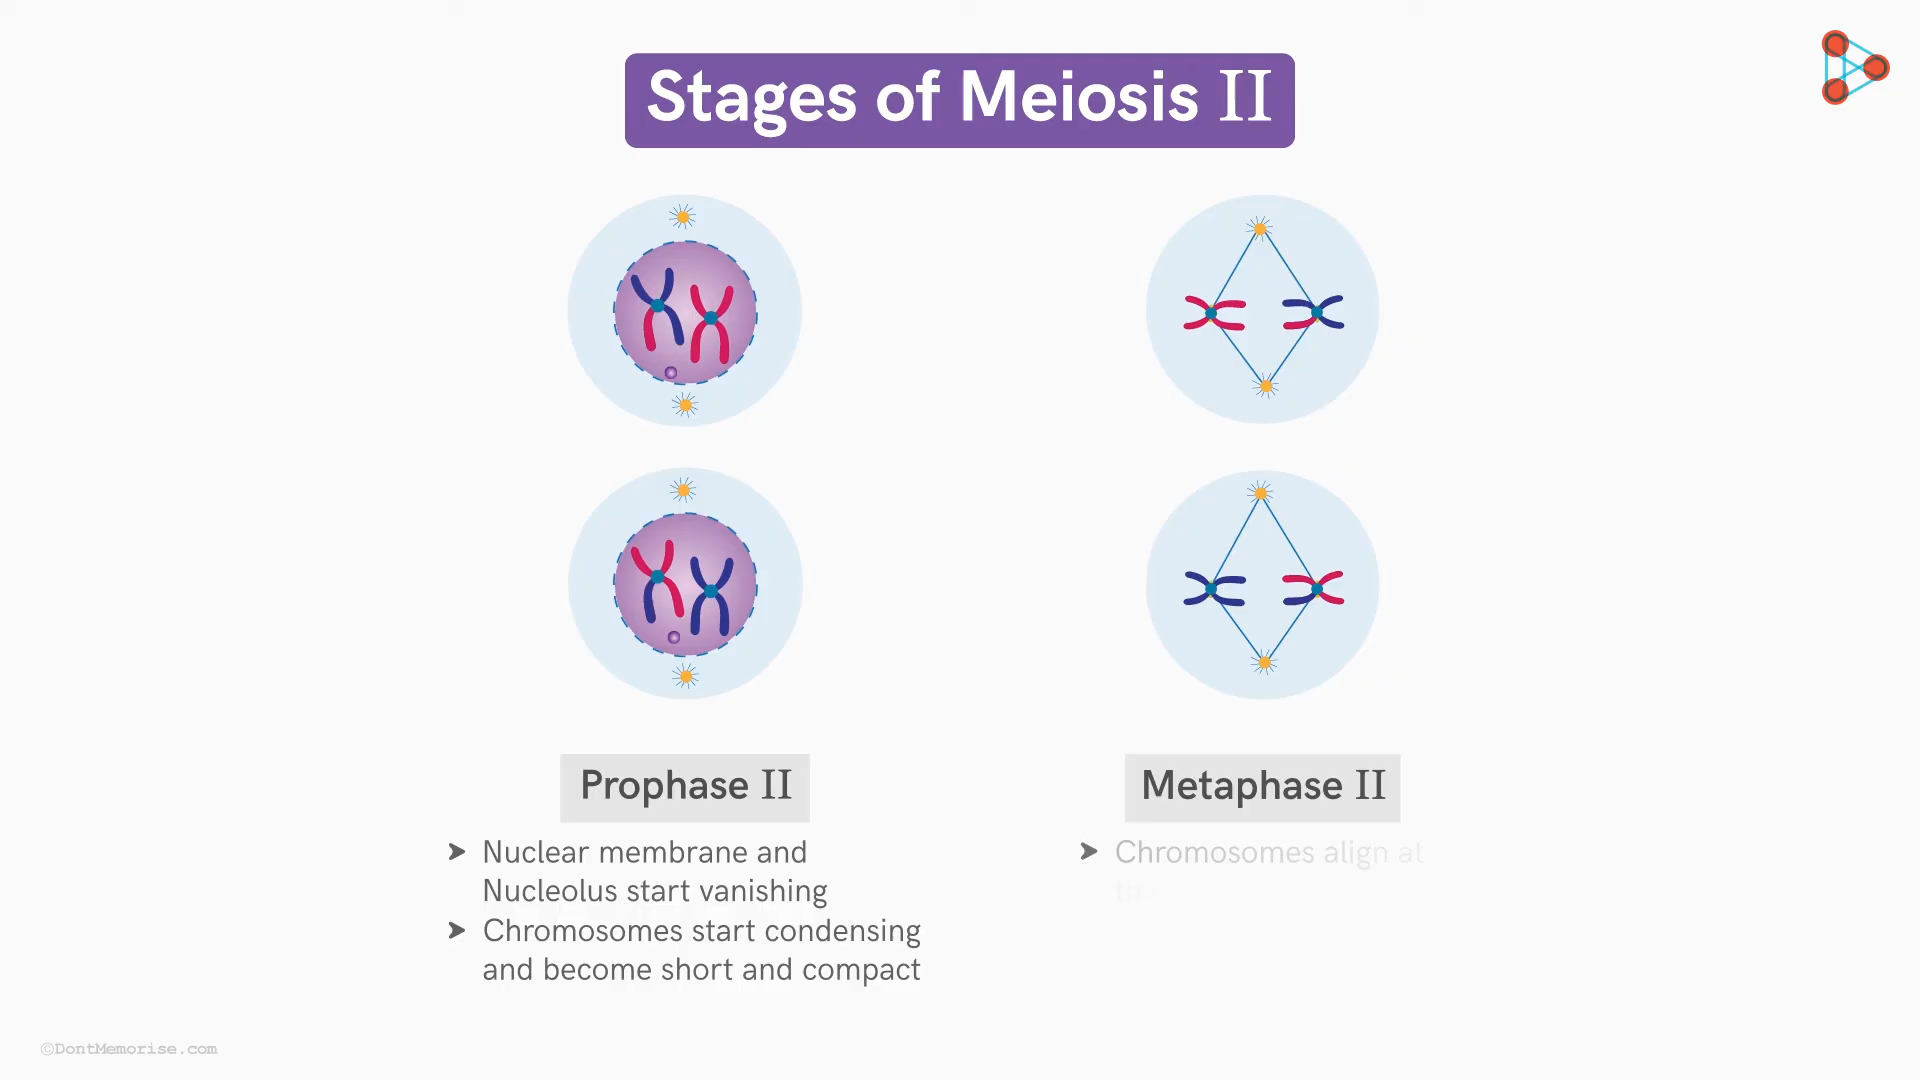 Stages of Meiosis II
Prophase II
➤ Nuclear membrane and
Nucleolus start vanishing
➤ Chromosomes start condensing
and become short and compact
Metaphase II
➤ Chromosomes align at
the
©DontMemorise.com